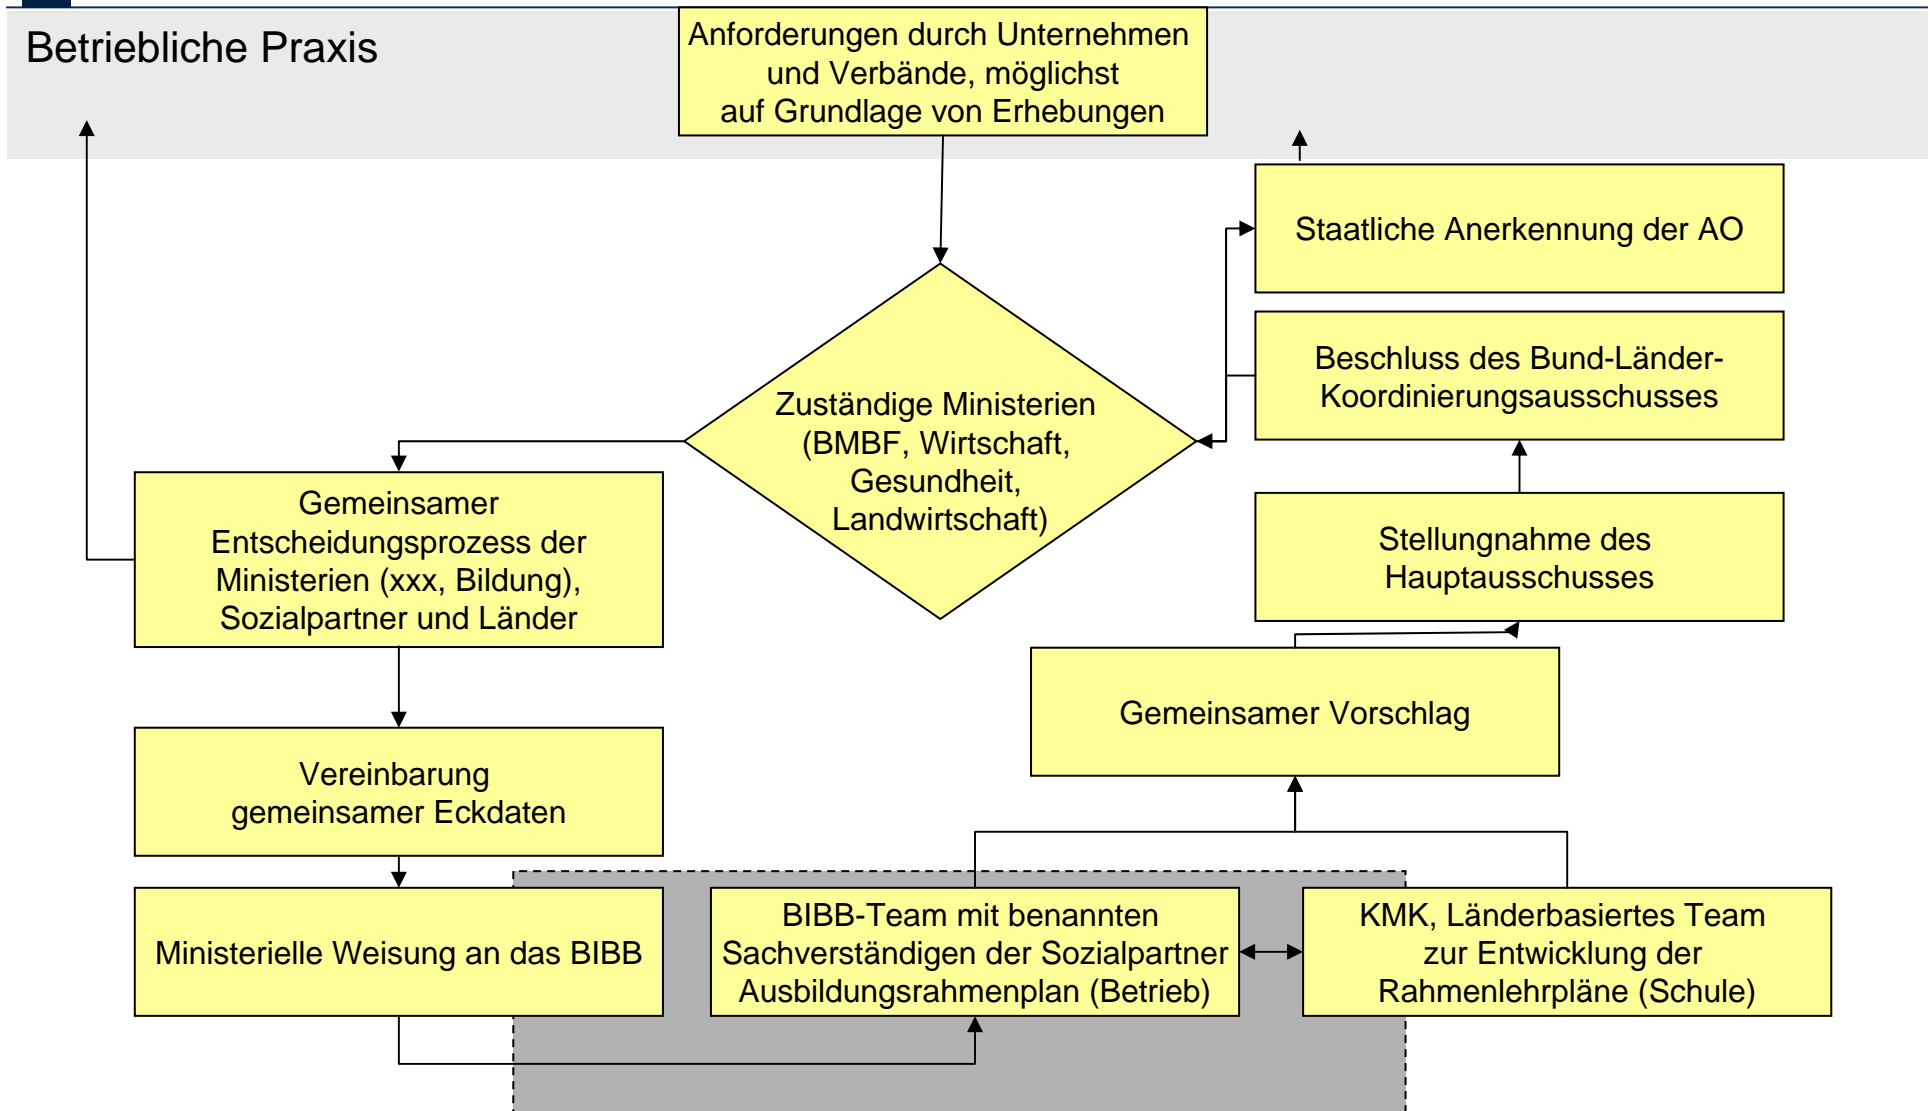 Betriebliche Praxis
Anforderungen durch Unternehmen
und Verbände, möglichst
auf Grundlage von Erhebungen
Staatliche Anerkennung der AO
Beschluss des Bund-Länder-
Koordinierungsausschusses
Zuständige Ministerien
(BMBF, Wirtschaft,
Gesundheit,
Landwirtschaft)
Gemeinsamer
Entscheidungsprozess der
Ministerien (xxx, Bildung),
Sozialpartner und Länder
Stellungnahme des
Hauptausschusses
Gemeinsamer Vorschlag
Vereinbarung
gemeinsamer Eckdaten
Ministerielle Weisung an das BIBB
BIBB-Team mit benannten
Sachverständigen der Sozialpartner
Ausbildungsrahmenplan (Betrieb)
KMK, Länderbasiertes Team
zur Entwicklung der
Rahmenlehrpläne (Schule)